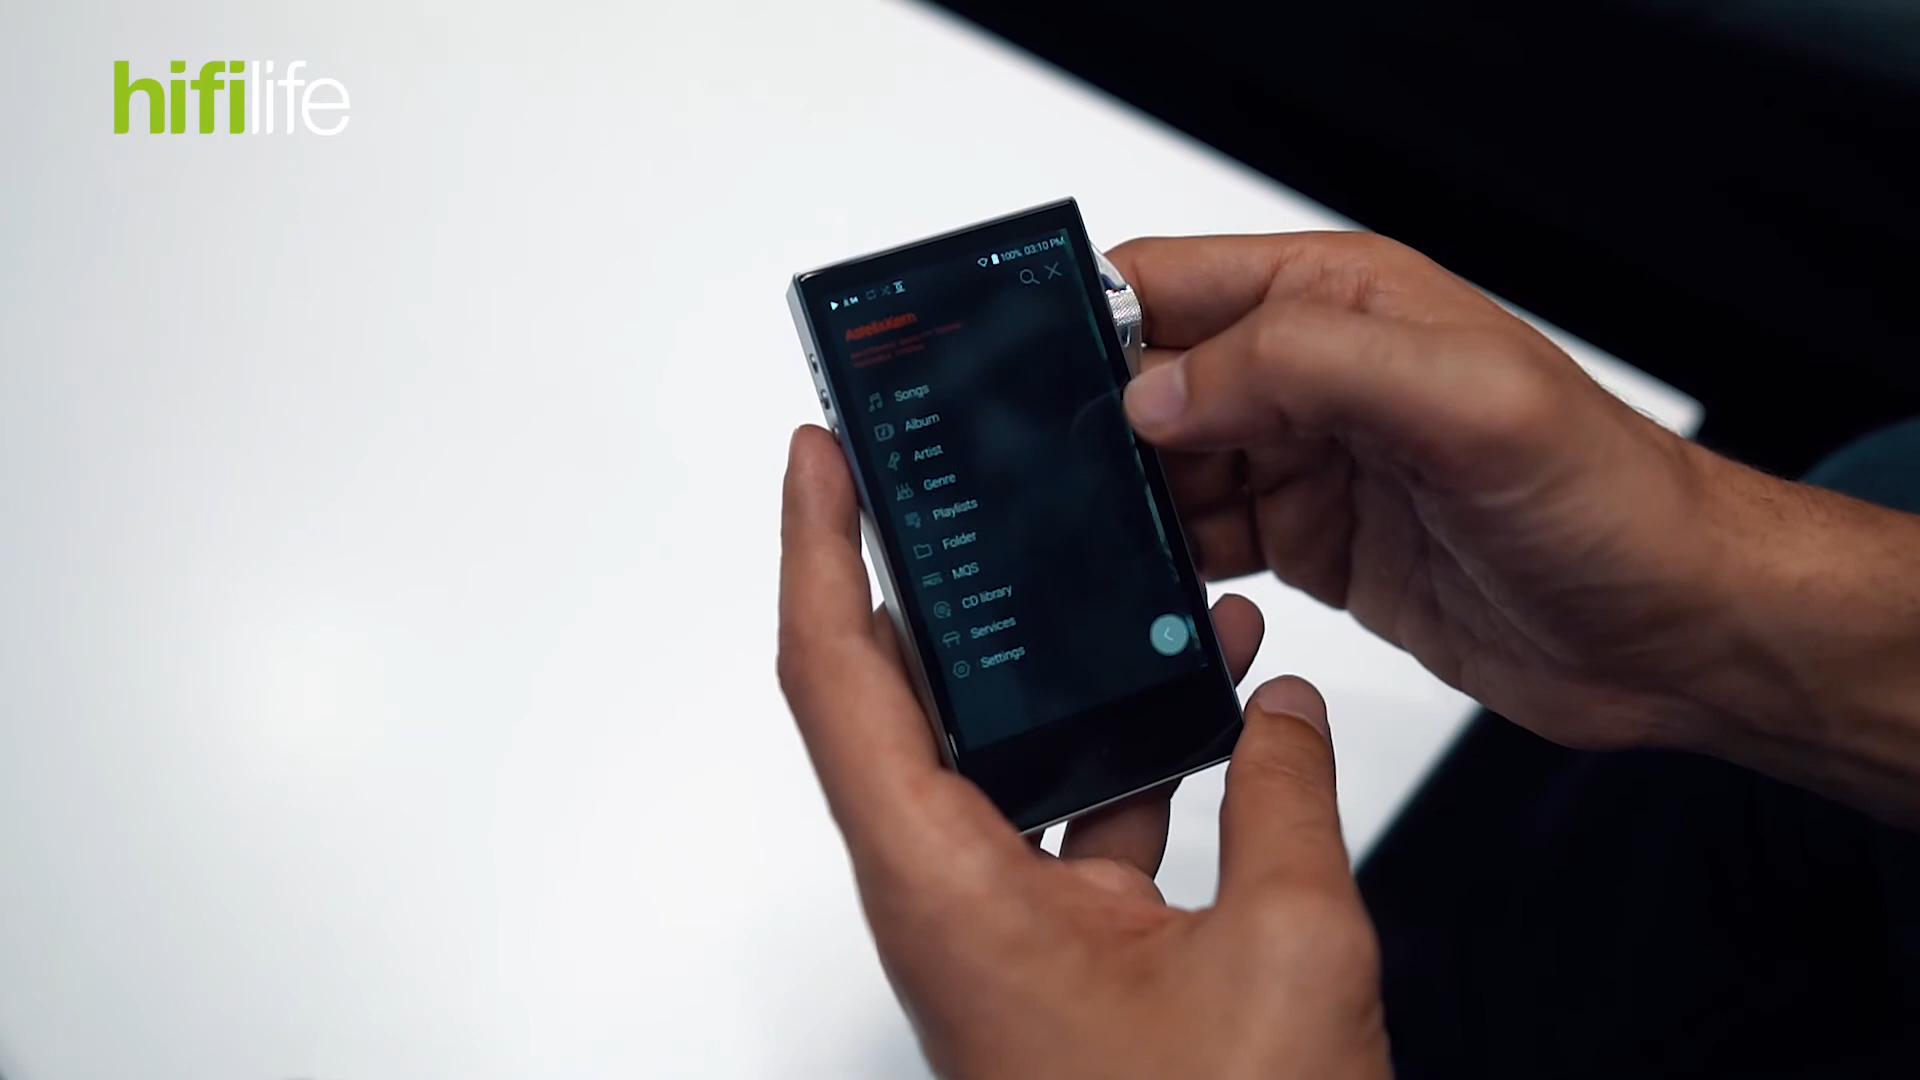 hifilife
100% 03:10 PM
Astell&Kern
Songs
Album
Artist
Genre
Playlists
Folder
MQS
CD library
Services
Settings